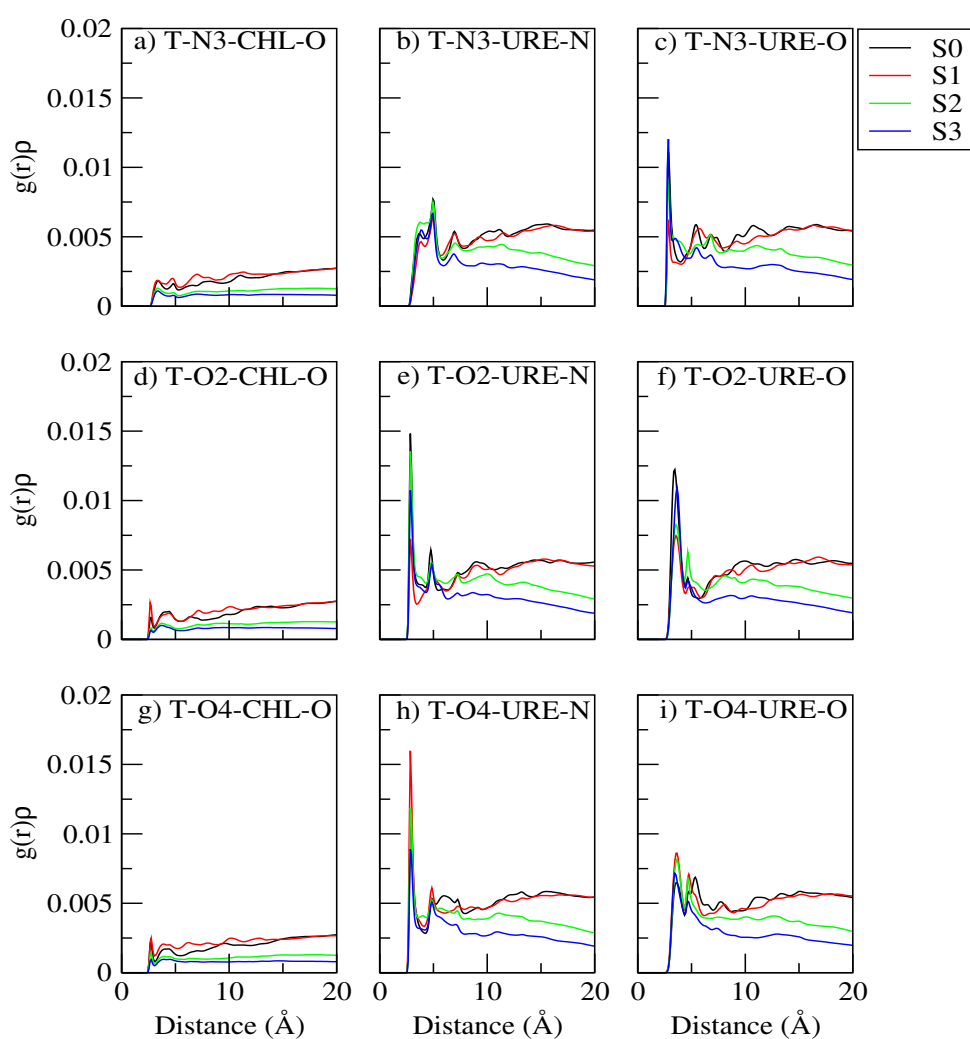 0.02
a) T-N3-CHL-O
b) T-N3-URE-N
c) T-N3-URE-O
S0
S1
S2
S3
0.015
0.01
0.005
0
g(r)ρ
0.02
d) T-O2-CHL-O
e) T-O2-URE-N
f) T-O2-URE-O
0.015
0.01
0.005
0
g(r)ρ
0.02
g) T-O4-CHL-O
h) T-O4-URE-N
i) T-O4-URE-O
0.015
0.01
0.005
0
g(r)ρ
0 10 20
0 10 20
0 10 20
Distance (Å)
Distance (Å)
Distance (Å)